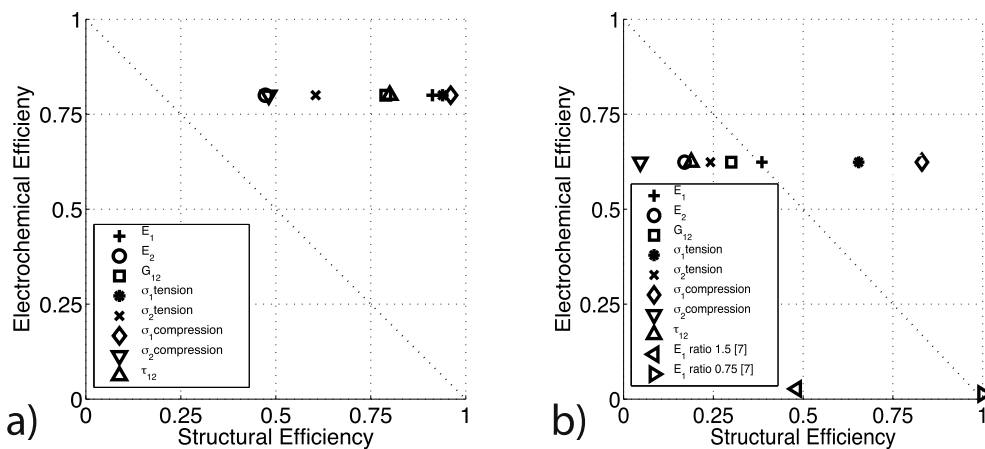 a)
Electrochemical Efficieny
1
0.75
0.5
0.25
0
E₁
E₂
G₁₂
σ₁tension
σ₂tension
σ₁compression
σ₂compression
τ₁₂
0 0.25 0.5 0.75 1
Structural Efficiency
b)
Electrochemical Efficieny
1
0.75
0.5
0.25
0
E₁
E₂
G₁₂
σ₁tension
σ₂tension
σ₁compression
σ₂compression
τ₁₂
E₁ ratio 1.5 [7]
E₁ ratio 0.75 [7]
0 0.25 0.5 0.75 1
Structural Efficiency